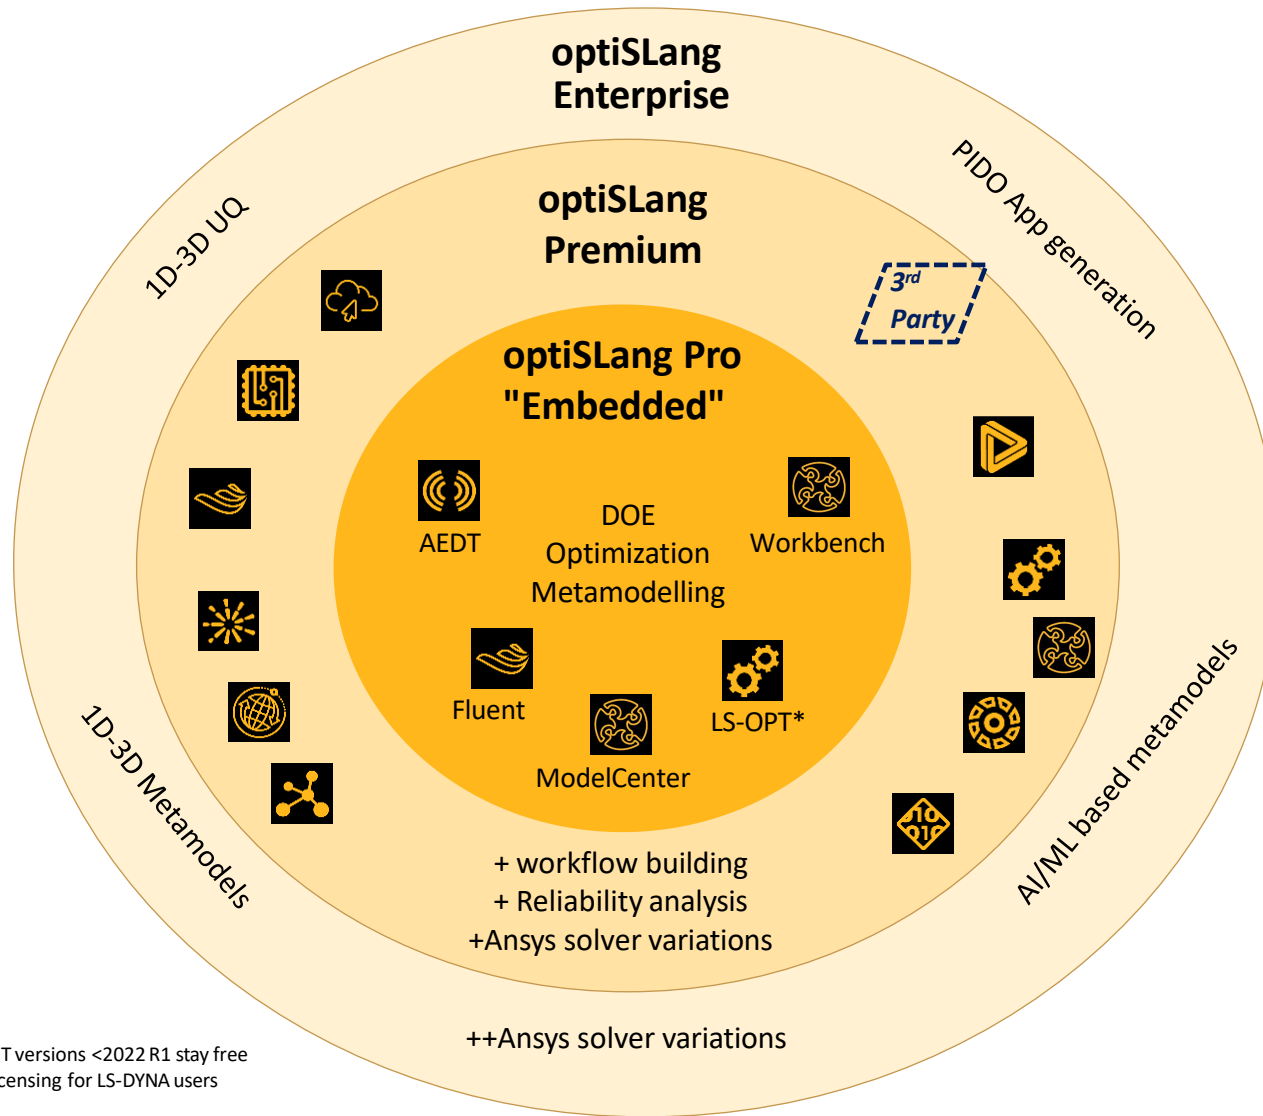 optiSLang
Enterprise
PIDO App generation
1D-3D UQ
optiSLang
Premium
3rd
Party
optiSLang Pro
"Embedded"
AEDT
DOE
Optimization
Metamodelling
Workbench
Fluent
ModelCenter
LS-OPT*
1D-3D Metamodels
AI/ML based metamodels
+ workflow building
+ Reliability analysis
+Ansys solver variations
++Ansys solver variations
T versions <2022 R1 stay free
censing for LS-DYNA users